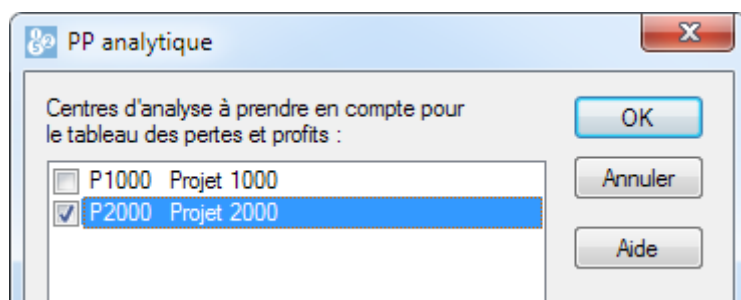 PP analytique
Centres d'analyse à prendre en compte pour
le tableau des pertes et profits :
OK
P1000 Projet 1000
Annuler
P2000 Projet 2000
Aide